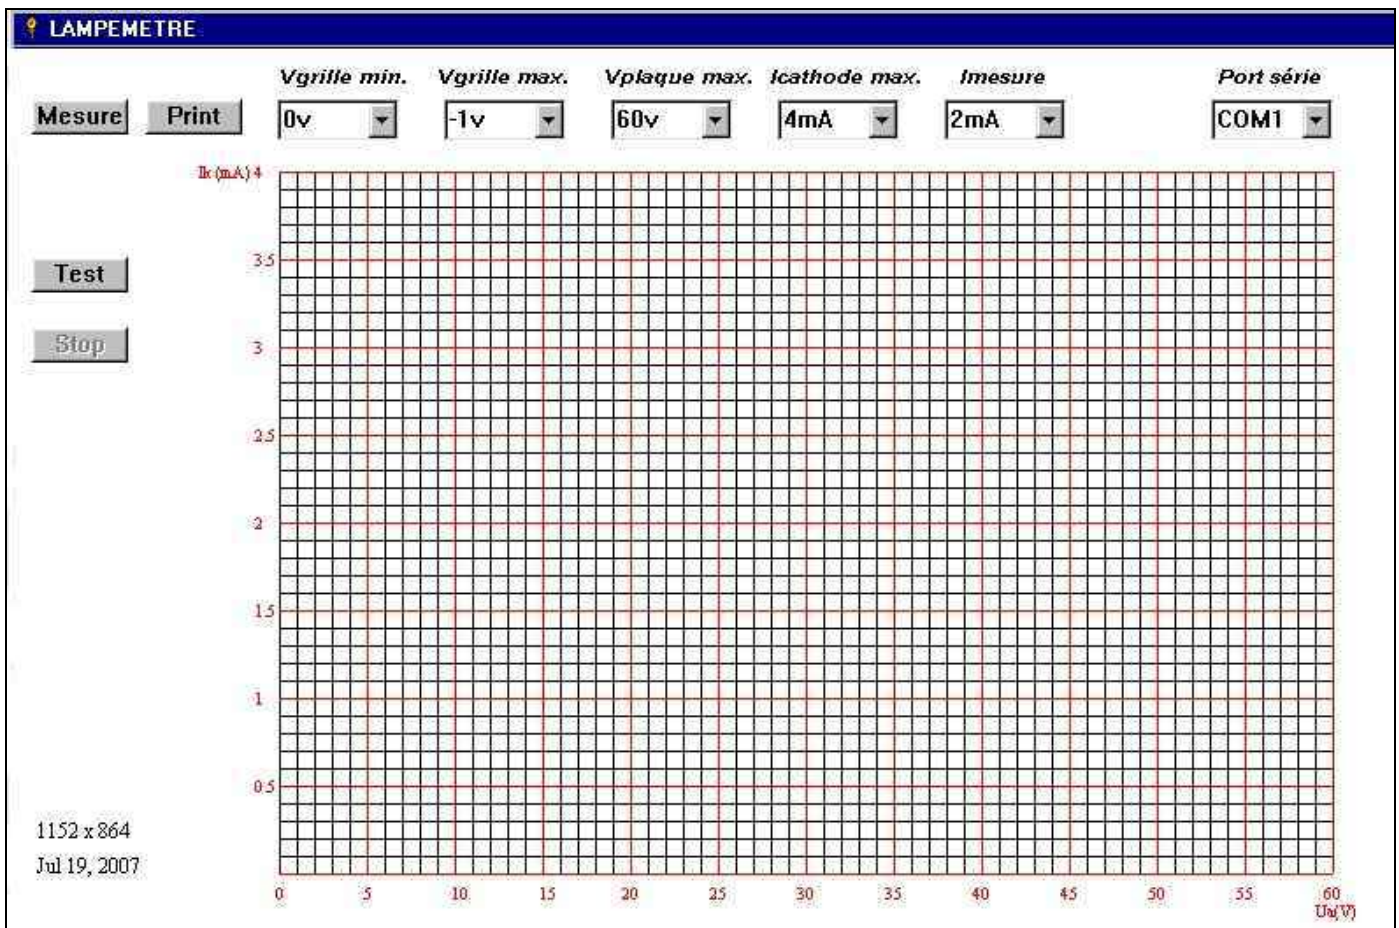 LAMPEMETRE
Vgrille min. Vgrille max. Vplaque max. Icathode max. Imesure Port série
Mesure Print 0v -1v 60v 4mA 2mA COM1
Ik (mA) 4
3.5
Test
Stop
3
2.5
2
1.5
1
0.5
1152 x 864
Jul 19, 2007
0 5 10 15 20 25 30 35 40 45 50 55 60
Ua(V)